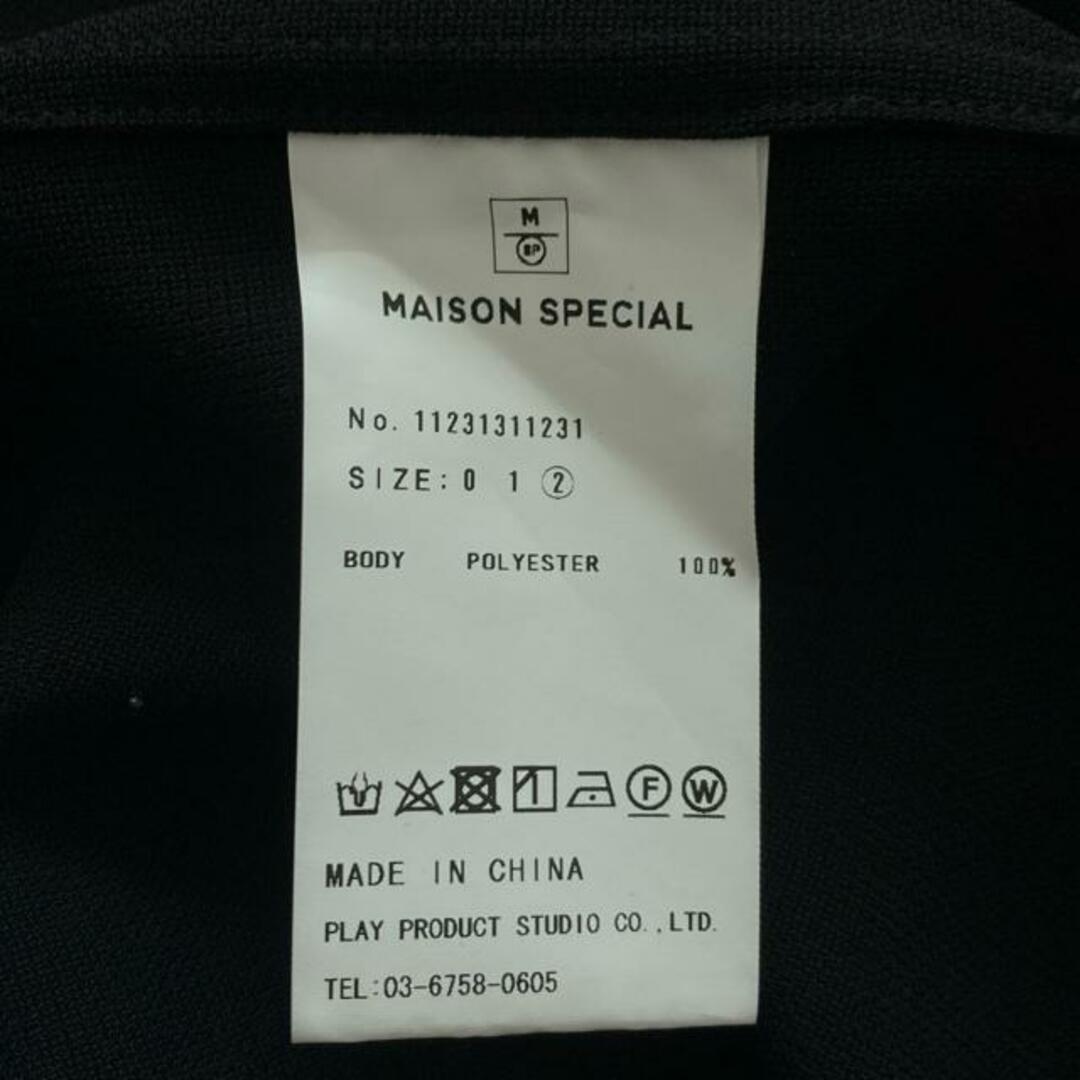 M
SP
MAISON SPECIAL
No. 11231311231
SIZE: 0 1 ②
BODY POLYESTER 100%
F W
MADE IN CHINA
PLAY PRODUCT STUDIO CO.,LTD.
TEL:03-6758-0605